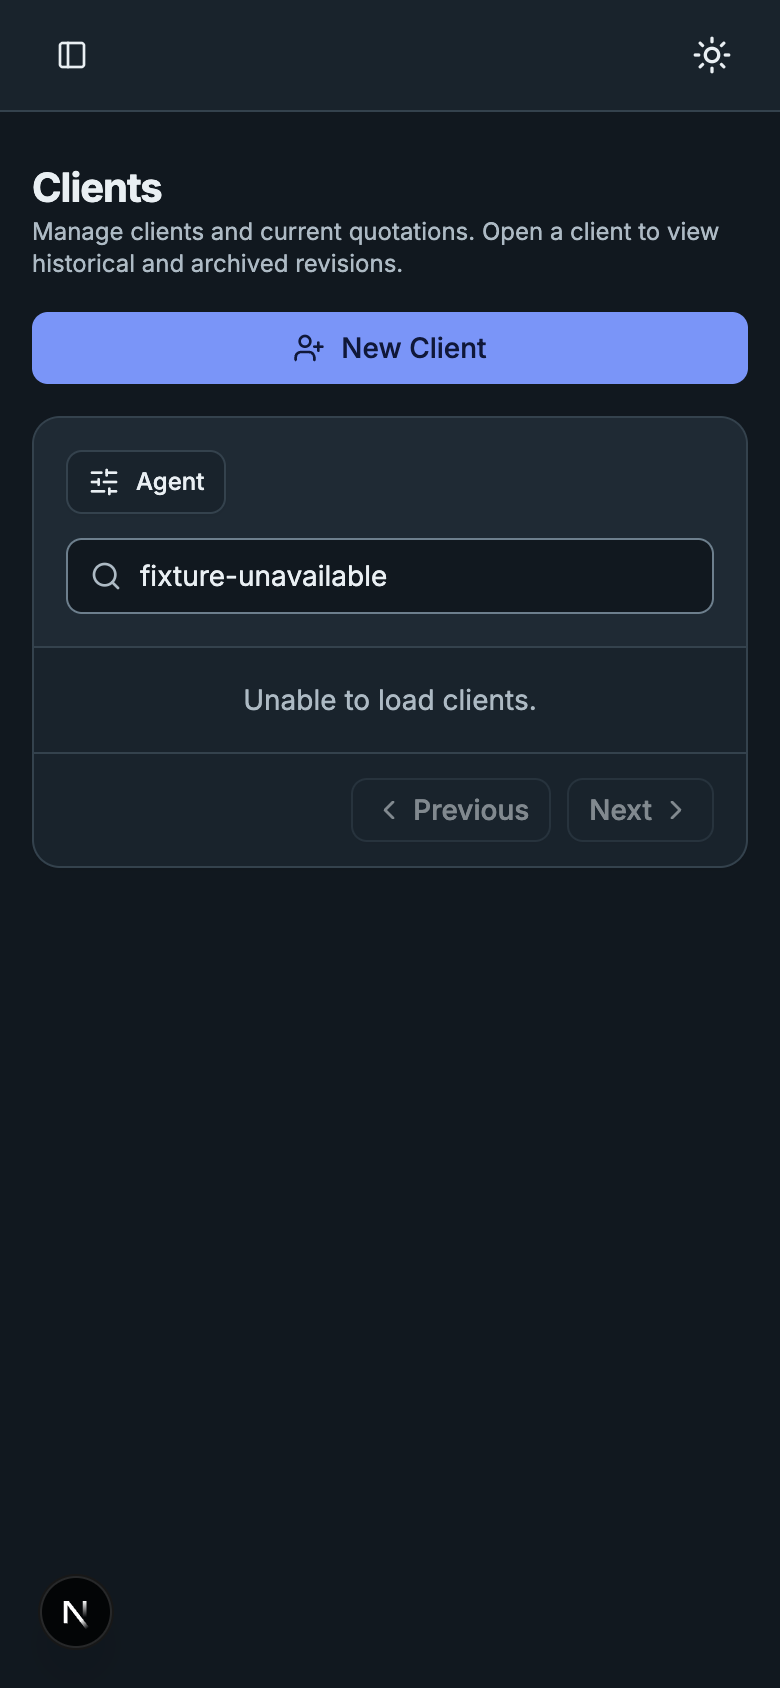 Clients
Manage clients and current quotations. Open a client to view
historical and archived revisions.
New Client
Agent
fixture-unavailable
Unable to load clients.
Previous
Next
N